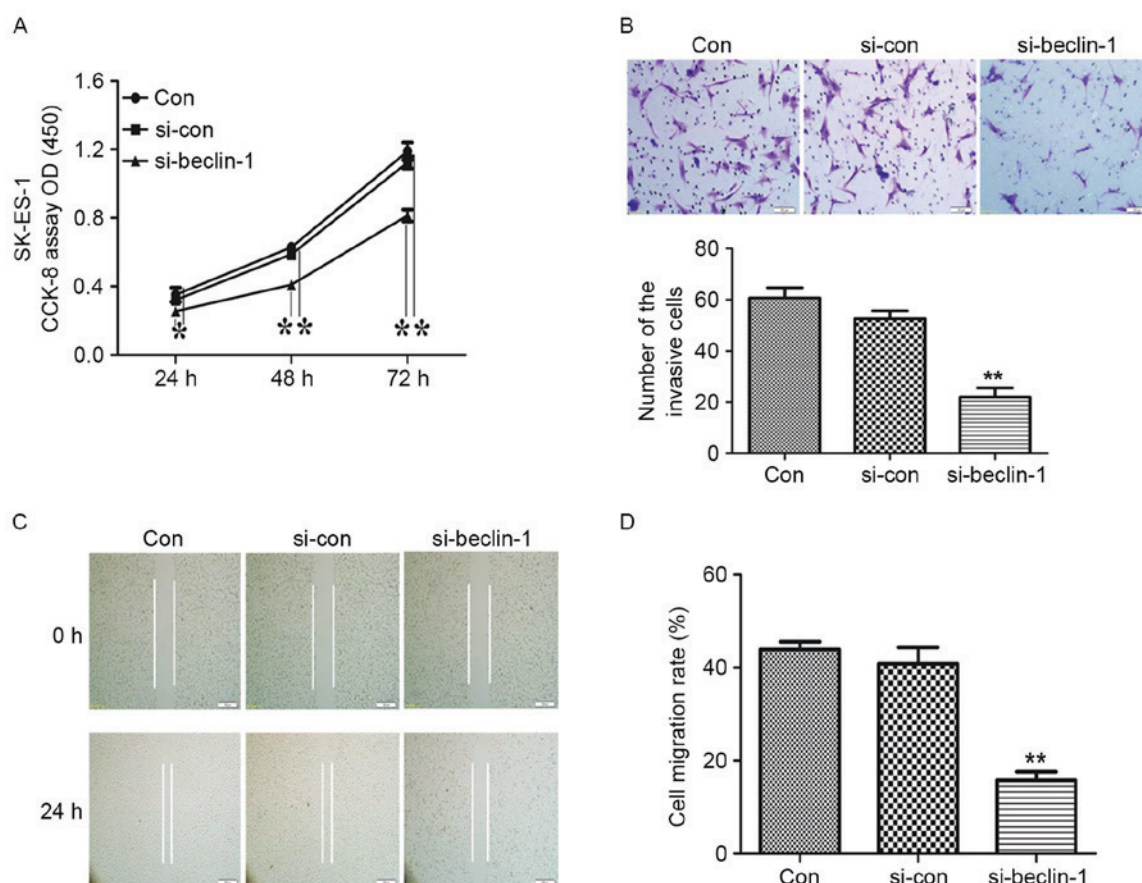 A
SK-ES-1
CCK-8 assay OD (450)
1.6
1.2
0.8
0.4
0.0
Con
si-con
si-beclin-1
*
**
**
24 h
48 h
72 h
B
Con
si-con
si-beclin-1
Number of the
invasive cells
80
60
40
20
0
**
Con
si-con
si-beclin-1
C
Con
si-con
si-beclin-1
0 h
24 h
D
Cell migration rate (%)
60
40
20
0
**
Con
si-con
si-beclin-1